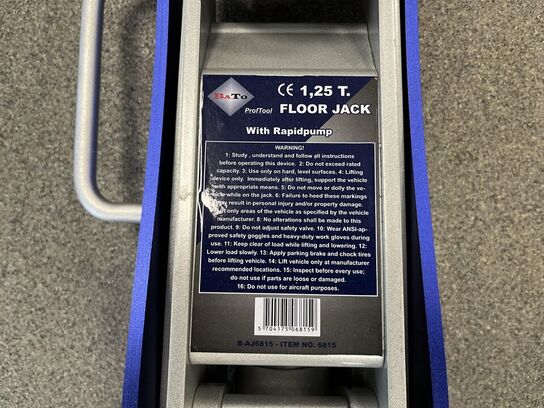 BATO
ProfTool
CE 1,25 T.
FLOOR JACK
With Rapidpump
WARNING!
1: Study , understand and follow all instructions
before operating this device. 2: Do not exceed rated
capacity. 3: Use only on hard, level surfaces. 4: Lifting
device only. Immediately after lifting, support the vehicle
with appropriate means. 5: Do not move or dolly the ve-
hicle while on the jack. 6: Failure to heed these markings
may result in personal injury and/or property damage.
only areas of the vehicle as specified by the vehicle
manufacturer. 8: No alterations shall be made to this
product. 9: Do not adjust safety valve. 10: Wear ANSI-ap-
proved safety goggles and heavy-duty work gloves during
use. 11: Keep clear of load while lifting and lowering. 12:
Lower load slowly. 13: Apply parking brake and chock tires
before lifting vehicle. 14: Lift vehicle only at manufacturer
recommended locations. 15: Inspect before every use;
do not use if parts are loose or damaged.
16: Do not use for aircraft purposes.
5 704175 068159
B-AJ6815 - ITEM NO. 6815